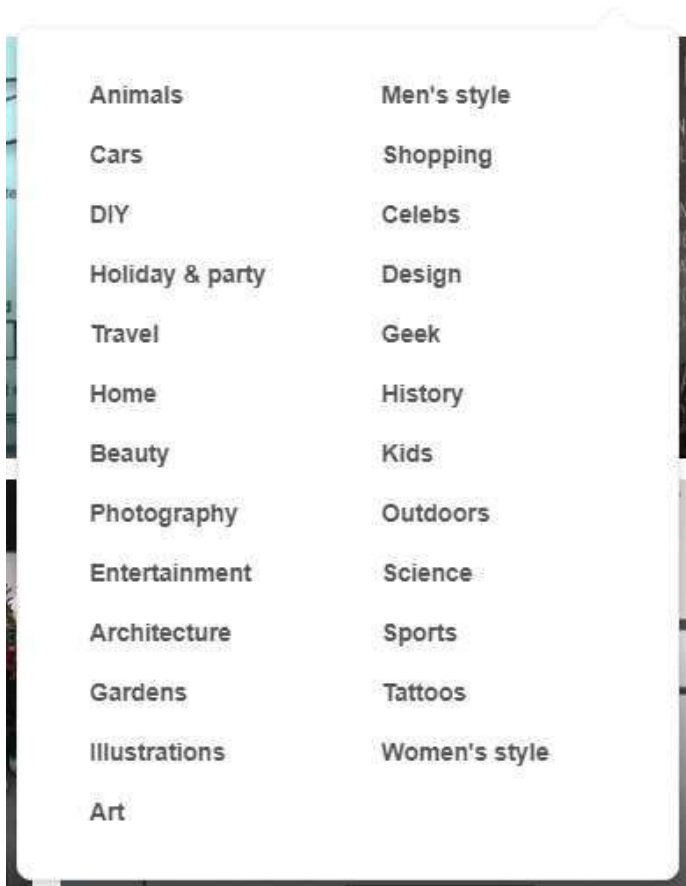 Animals
Cars
DIY
Holiday & party
Travel
Home
Beauty
Photography
Entertainment
Architecture
Gardens
Illustrations
Art
Men's style
Shopping
Celebs
Design
Geek
History
Kids
Outdoors
Science
Sports
Tattoos
Women's style